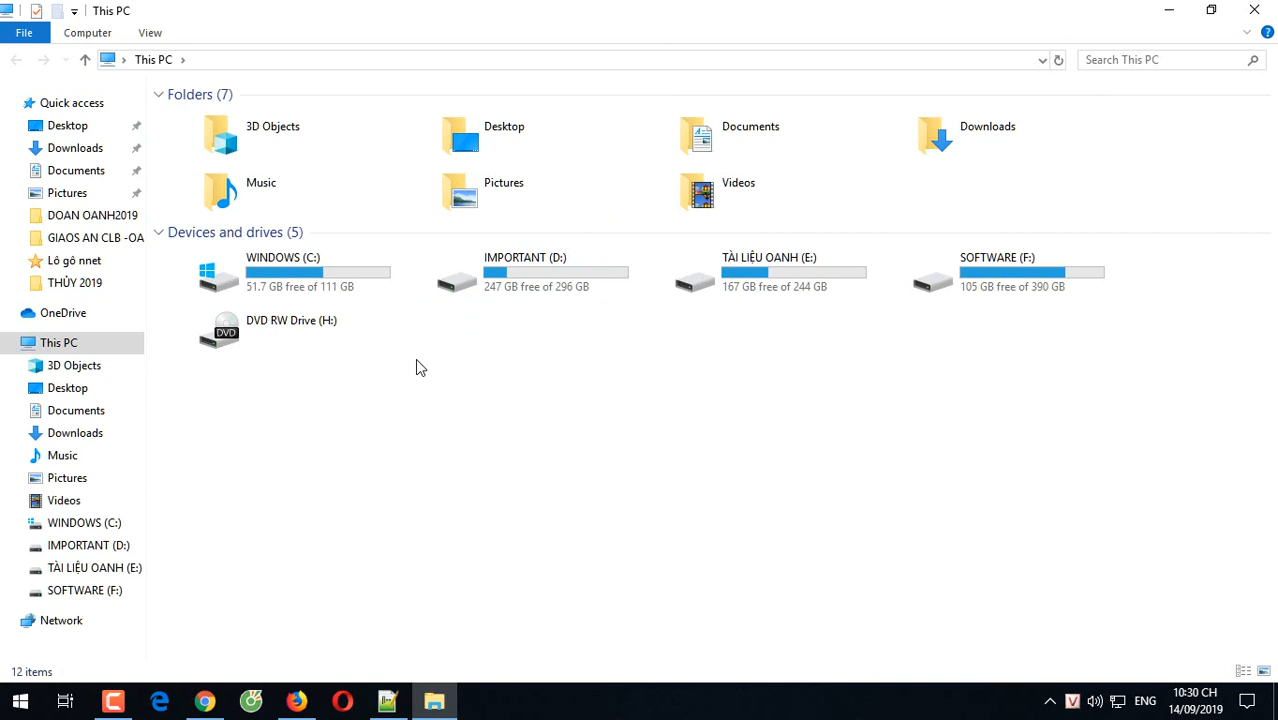 This PC
File
Computer
View
This PC
Search This PC
Quick access
Desktop
Downloads
Documents
Pictures
DOAN OANH2019
GIAOS AN CLB -OA
Lô gô nnet
THỦY 2019
OneDrive
This PC
3D Objects
Desktop
Documents
Downloads
Music
Pictures
Videos
WINDOWS (C:)
IMPORTANT (D:)
TÀI LIỆU OANH (E:)
SOFTWARE (F:)
Network
Folders (7)
3D Objects
Desktop
Documents
Downloads
Music
Pictures
Videos
Devices and drives (5)
WINDOWS (C:)
51.7 GB free of 111 GB
IMPORTANT (D:)
247 GB free of 296 GB
TÀI LIỆU OANH (E:)
167 GB free of 244 GB
SOFTWARE (F:)
105 GB free of 390 GB
DVD
DVD RW Drive (H:)
12 items
ENG
10:30 CH
14/09/2019